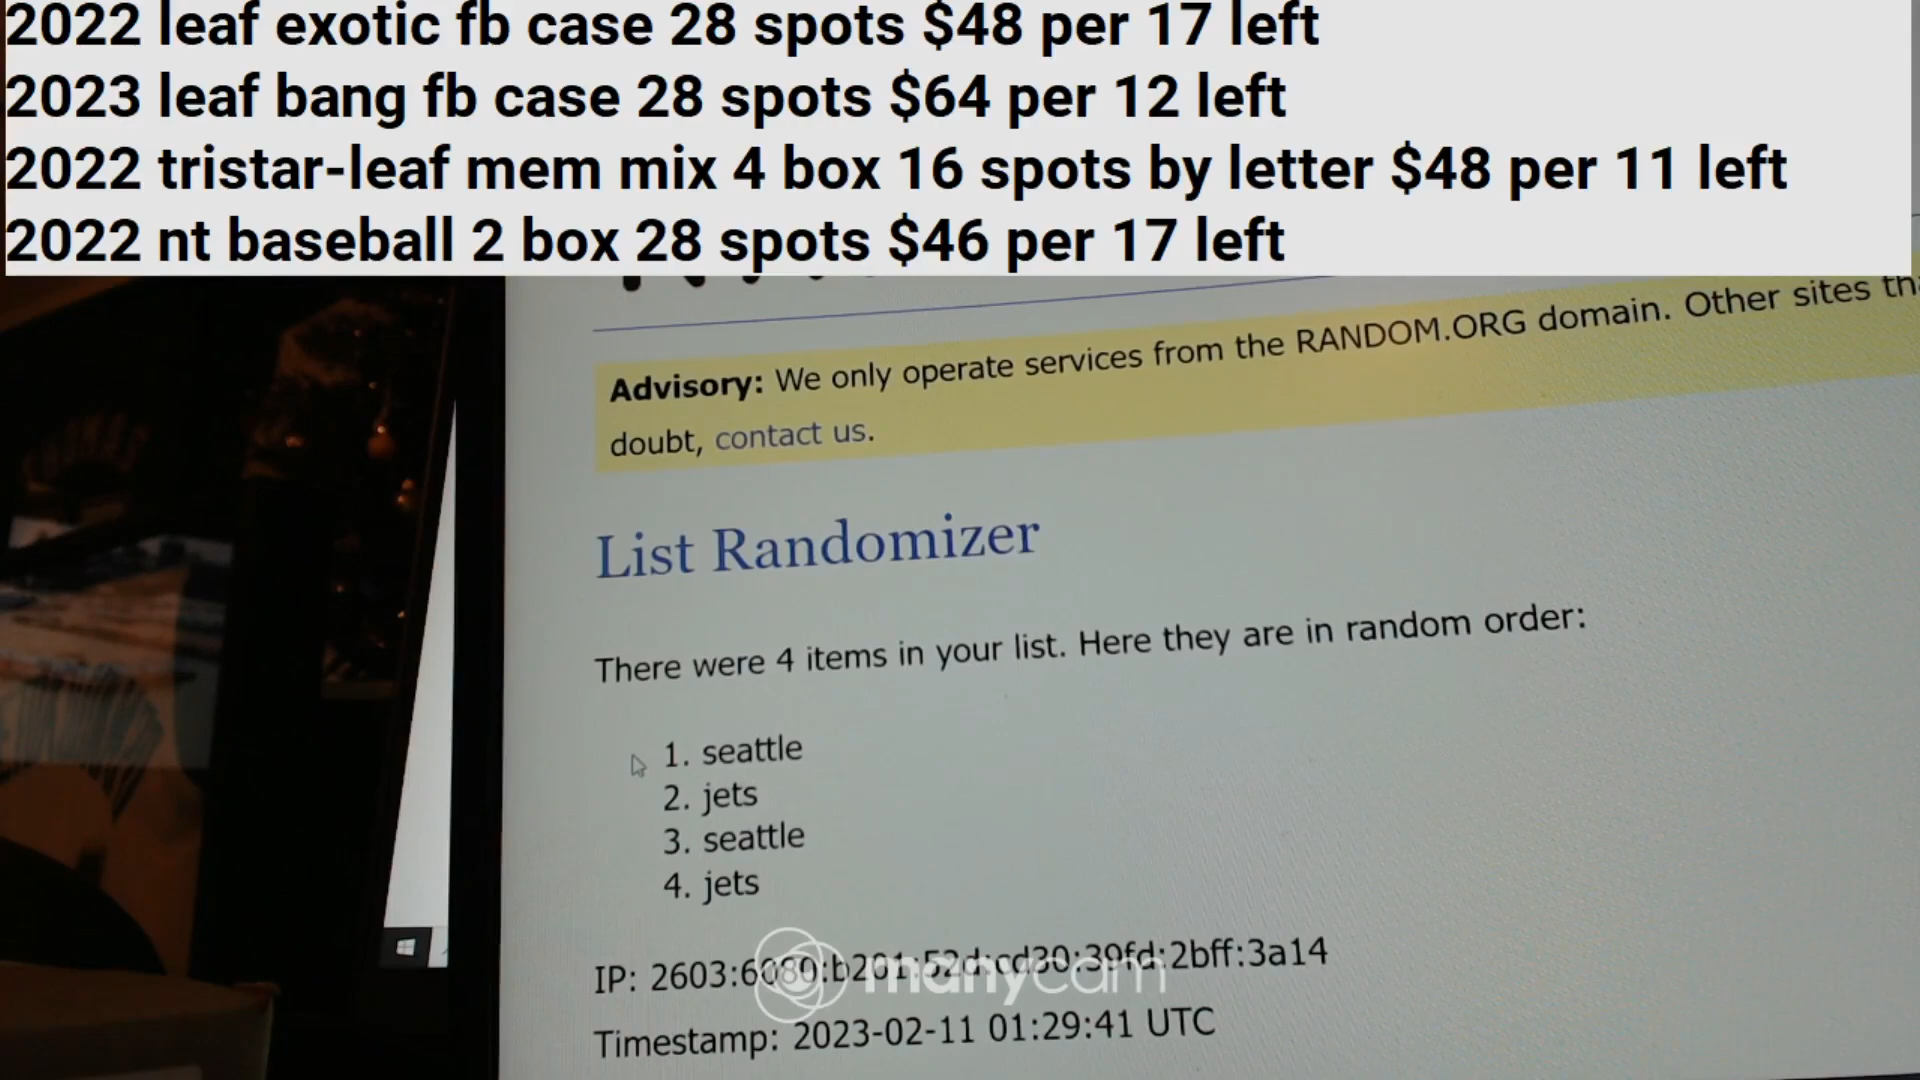 2022 leaf exotic fb case 28 spots $48 per 17 left
2023 leaf bang fb case 28 spots $64 per 12 left
2022 tristar-leaf mem mix 4 box 16 spots by letter $48 per 11 left
2022 nt baseball 2 box 28 spots $46 per 17 left
Advisory: We only operate services from the RANDOM.ORG domain. Other sites
doubt, contact us.
List Randomizer
There were 4 items in your list. Here they are in random order:
1. seattle
2. jets
3. seattle
4. jets
IP: 2603:6080:b201:52d:cd30:39fd:2bff:3a14
manycam
Timestamp: 2023-02-11 01:29:41 UTC